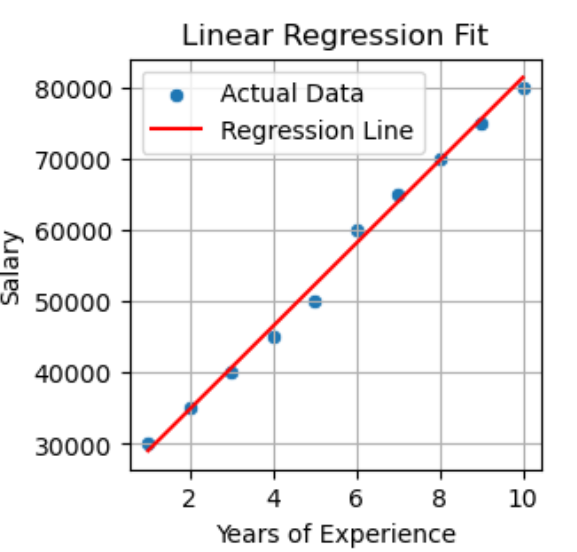 Linear Regression Fit
Actual Data
Regression Line
80000
70000
60000
50000
40000
30000
Salary
2 4 6 8 10
Years of Experience